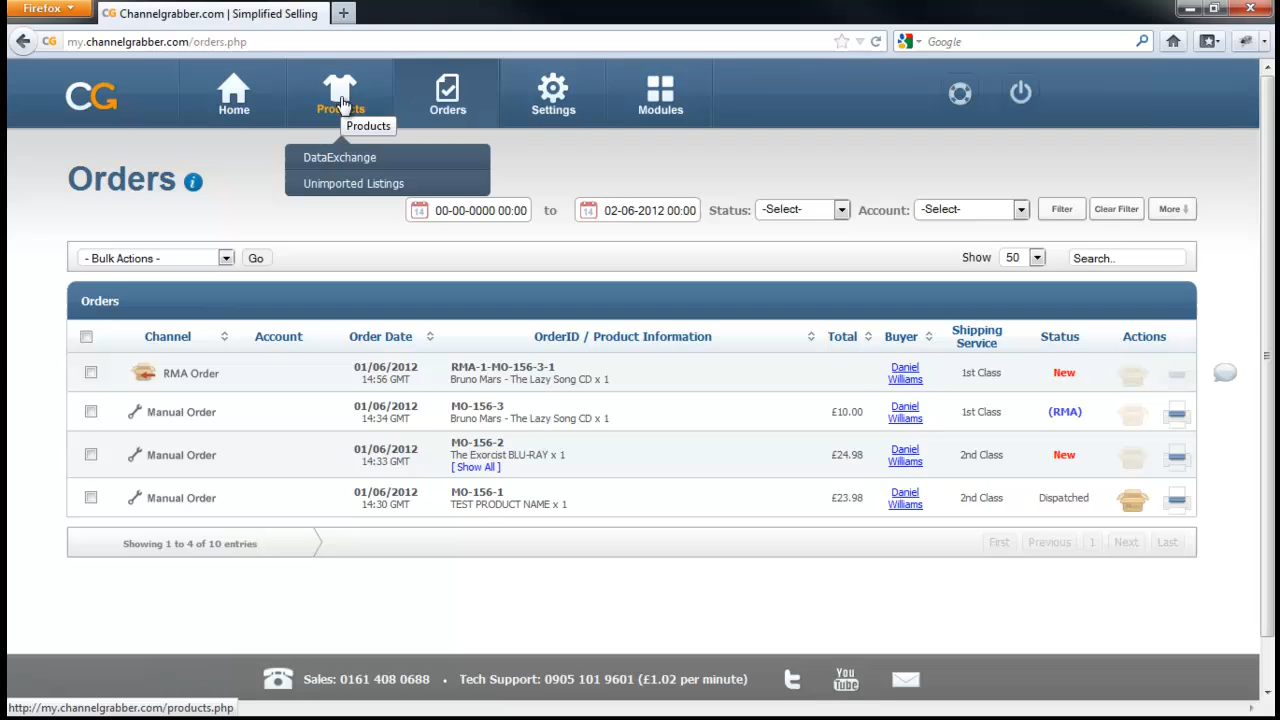 Firefox
CG Channelgrabber.com | Simplified Selling
CG my.channelgrabber.com/orders.php
Google
CG
Home
Products
Orders
Settings
Modules
Products
DataExchange
Unimported Listings
Orders i
14 00-00-0000 00:00 to 14 02-06-2012 00:00 Status: -Select- Account: -Select- Filter Clear Filter More
- Bulk Actions - Go Show 50 Search..
Orders
Channel Account Order Date OrderID / Product Information Total Buyer Shipping Service Status Actions
RMA Order 01/06/2012 RMA-1-MO-156-3-1 Daniel Williams 1st Class New
14:56 GMT Bruno Mars - The Lazy Song CD x 1
Manual Order 01/06/2012 MO-156-3 £10.00 Daniel Williams 1st Class (RMA)
14:34 GMT Bruno Mars - The Lazy Song CD x 1
Manual Order 01/06/2012 MO-156-2 £24.98 Daniel Williams 2nd Class New
14:33 GMT The Exorcist BLU-RAY x 1
[ Show All ]
Manual Order 01/06/2012 MO-156-1 £23.98 Daniel Williams 2nd Class Dispatched
14:30 GMT TEST PRODUCT NAME x 1
Showing 1 to 4 of 10 entries First Previous 1 Next Last
Sales: 0161 408 0688 • Tech Support: 0905 101 9601 (£1.02 per minute) You Tube
http://my.channelgrabber.com/products.php